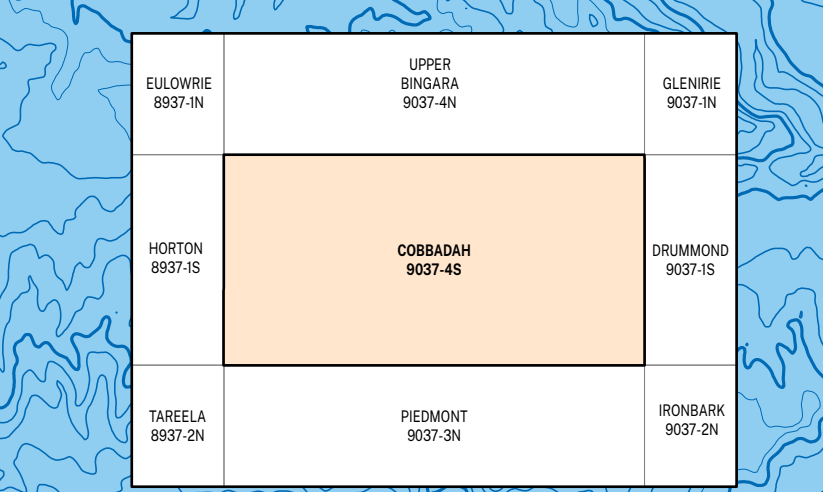 EULOWRIE
8937-1N
UPPER
BINGARA
9037-4N
GLENIRIE
9037-1N
HORTON
8937-1S
COBBADAH
9037-4S
DRUMMOND
9037-1S
TAREELA
8937-2N
PIEDMONT
9037-3N
IRONBARK
9037-2N